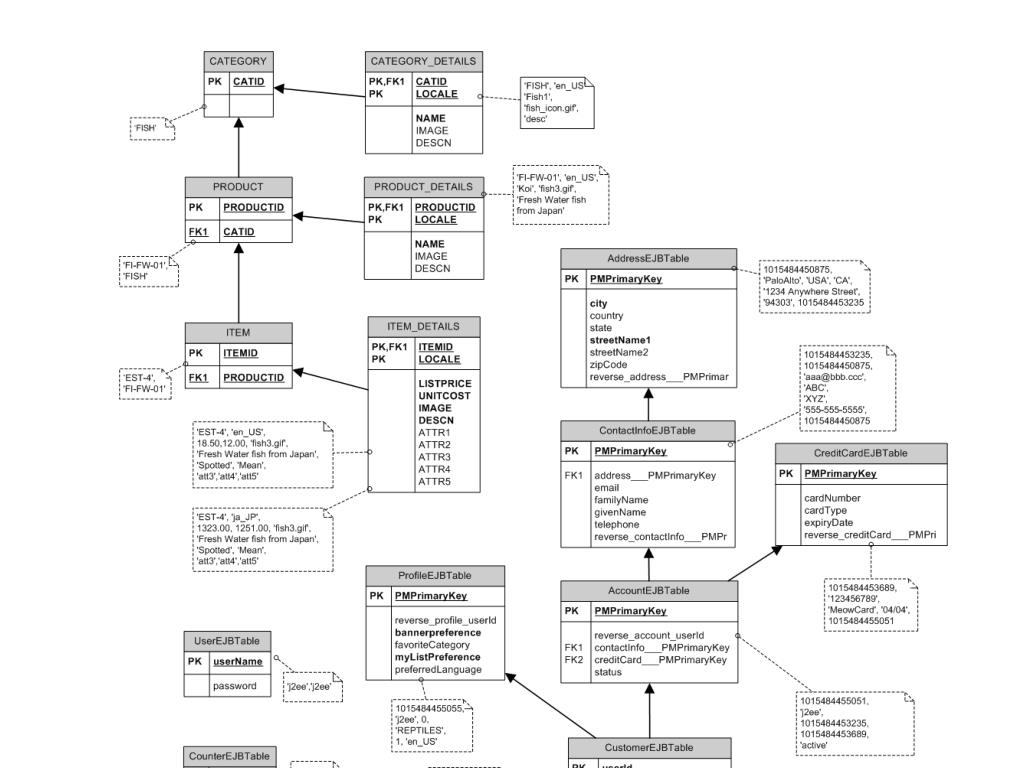 CATEGORY
PK CATID
'FISH'
CATEGORY_DETAILS
PK,FK1 CATID
PK LOCALE
NAME
IMAGE
DESCN
'FISH', 'en_US'
'Fish1',
'fish_icon.gif',
'desc'
PRODUCT
PK PRODUCTID
FK1 CATID
'FI-FW-01',
'FISH'
PRODUCT_DETAILS
PK,FK1 PRODUCTID
PK LOCALE
NAME
IMAGE
DESCN
'FI-FW-01', 'en_US',
'Koi', 'fish3.gif',
'Fresh Water fish
from Japan'
ITEM
PK ITEMID
FK1 PRODUCTID
'EST-4',
'FI-FW-01'
ITEM_DETAILS
PK,FK1 ITEMID
PK LOCALE
LISTPRICE
UNITCOST
IMAGE
DESCN
ATTR1
ATTR2
ATTR3
ATTR4
ATTR5
'EST-4', 'en_US',
18.50,12.00, 'fish3.gif',
'Fresh Water fish from Japan',
'Spotted', 'Mean',
'att3','att4','att5'
'EST-4', 'ja_JP',
1323.00, 1251.00, 'fish3.gif',
'Fresh Water fish from Japan',
'Spotted', 'Mean',
'att3','att4','att5'
AddressEJBTable
PK PMPrimaryKey
city
country
state
streetName1
streetName2
zipCode
reverse_address___PMPrimar
1015484450875,
'PaloAlto', 'USA', 'CA',
'1234 Anywhere Street',
'94303', 1015484453235
ContactInfoEJBTable
PK PMPrimaryKey
FK1 address___PMPrimaryKey
email
familyName
givenName
telephone
reverse_contactInfo___PMPr
1015484453235,
1015484450875,
'aaa@bbb.ccc',
'ABC',
'XYZ',
'555-555-5555',
1015484450875
CreditCardEJBTable
PK PMPrimaryKey
cardNumber
cardType
expiryDate
reverse_creditCard___PMPri
1015484453689,
'123456789',
'MeowCard', '04/04',
1015484455051
ProfileEJBTable
PK PMPrimaryKey
reverse_profile_userId
bannerpreference
favoriteCategory
myListPreference
preferredLanguage
1015484455055,
'j2ee', 0,
'REPTILES',
1, 'en_US'
AccountEJBTable
PK PMPrimaryKey
reverse_account_userId
FK1 contactInfo___PMPrimaryKey
FK2 creditCard___PMPrimaryKey
status
1015484455051,
'j2ee',
1015484453235,
1015484453689,
'active'
UserEJBTable
PK userName
password
'j2ee','j2ee'
CounterEJBTable
CustomerEJBTable
PK userId